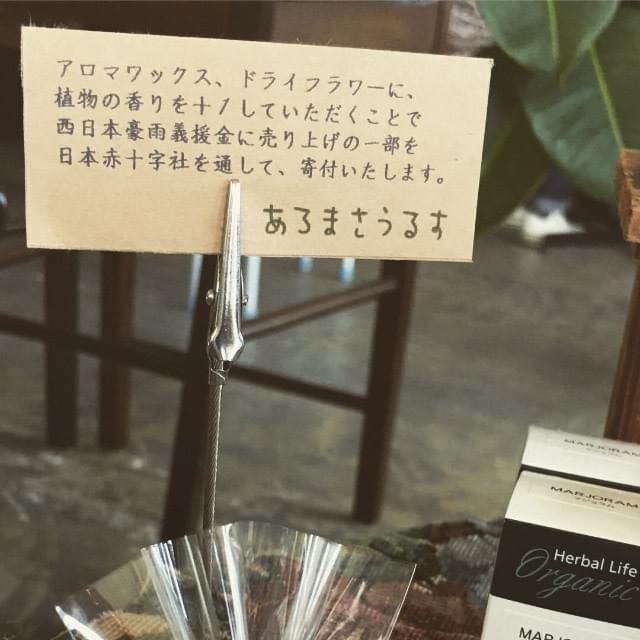 アロマワックス、ドライフラワーに、
植物の香りを＋1していただくことで
西日本豪雨義援金に売り上げの一部を
日本赤十字社を通して、寄付いたします。
あろまさうるす
MARJORAM
MARJORAM
Herbal Life
Organic